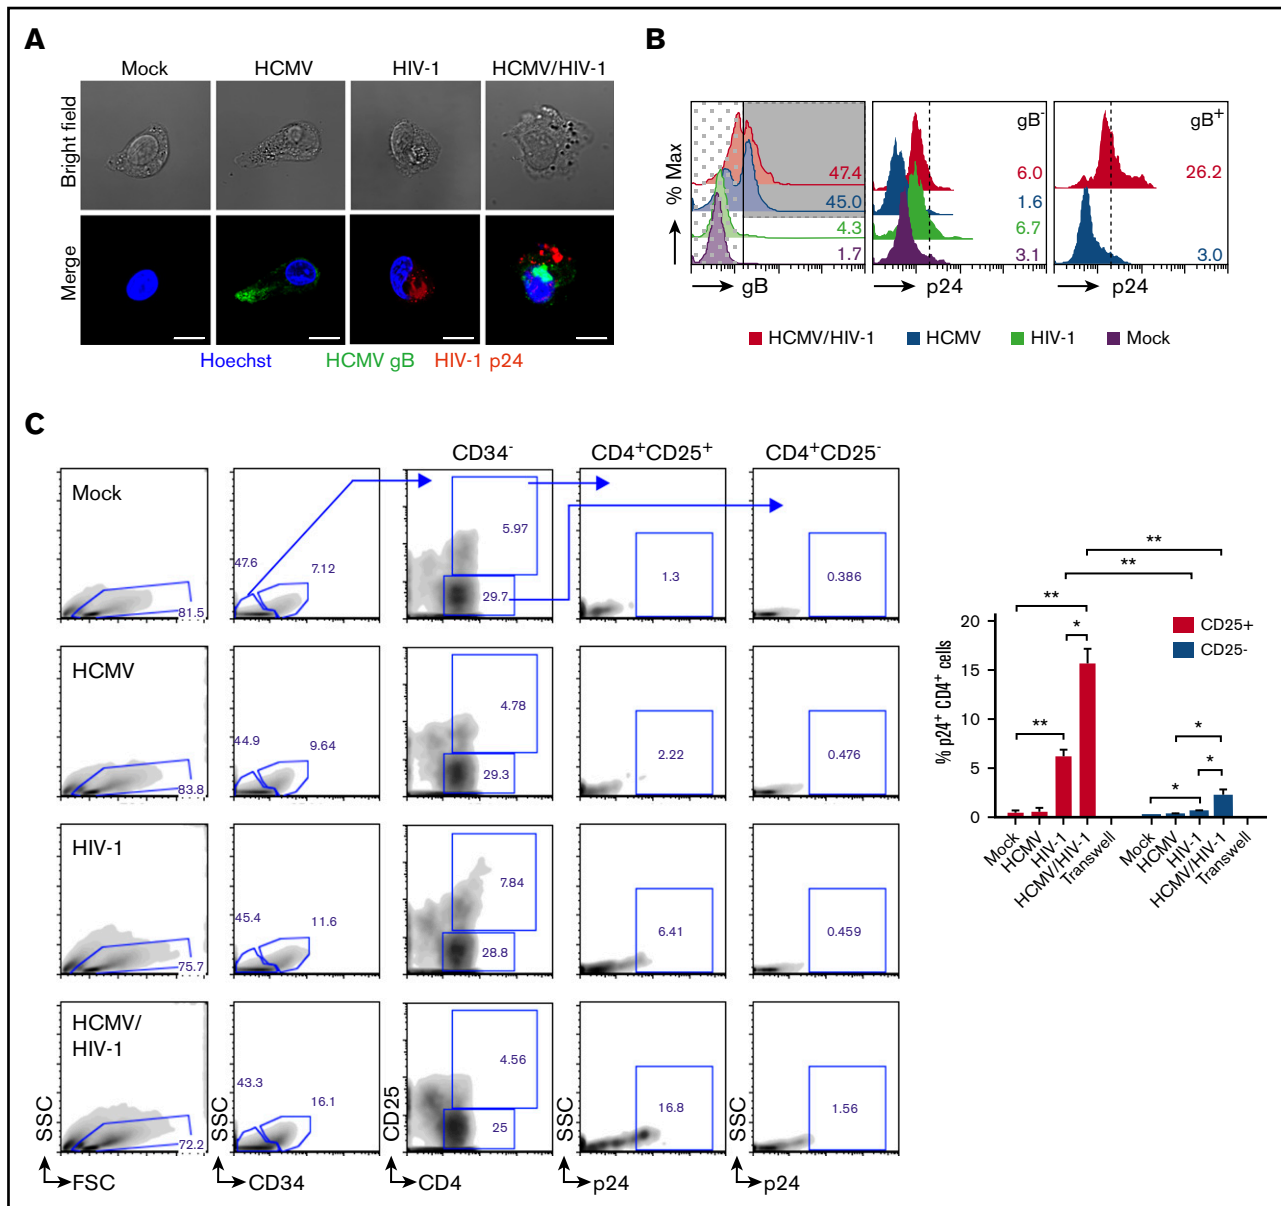 A
Mock HCMV HIV-1 HCMV/HIV-1
Bright field
Merge
Hoechst HCMV gB HIV-1 p24
B
% Max
47.4
45.0
4.3
1.7
gB
gB-
6.0
1.6
6.7
3.1
p24
gB+
26.2
3.0
p24
HCMV/HIV-1 HCMV HIV-1 Mock
C
CD34- CD4+CD25+ CD4+CD25-
Mock
81.5
47.6 7.12
5.97
29.7
1.3
0.386
HCMV
83.8
44.9 9.64
4.78
29.3
2.22
0.476
HIV-1
75.7
45.4 11.6
7.84
28.8
6.41
0.459
HCMV/
HIV-1
72.2
43.3 16.1
4.56
25
16.8
1.56
SSC
FSC
SSC
CD34
CD25
CD4
SSC
p24
SSC
p24
** 
**
**
*
**
*
*
*
CD25+
CD25-
% p24+ CD4+ cells
20
15
10
5
0
Mock
HCMV
HIV-1
HCMV/HIV-1
Transwell
Mock
HCMV
HIV-1
HCMV/HIV-1
Transwell